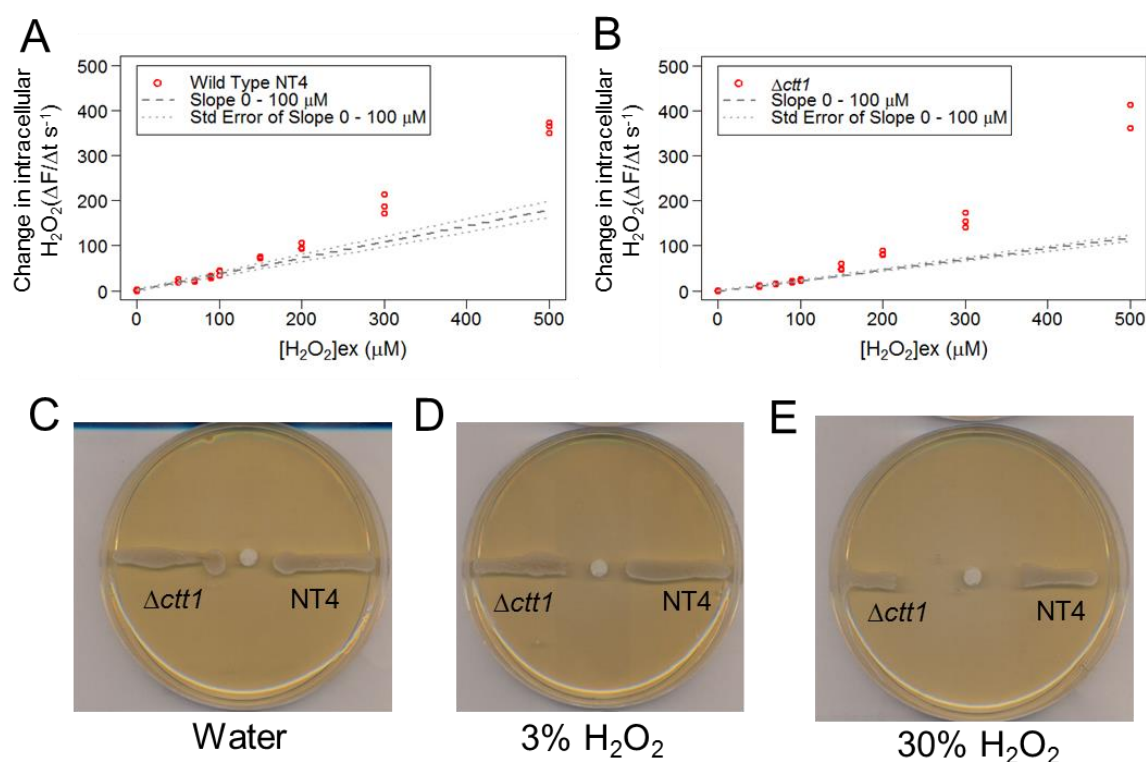 A
Change in intracellular
H₂O₂(ΔF/Δt s⁻¹)
500
400
300
200
100
0
Wild Type NT4
Slope 0 - 100 μM
Std Error of Slope 0 - 100 μM
0
100
200
300
400
500
[H₂O₂]ex (μM)
B
Change in intracellular
H₂O₂(ΔF/Δt s⁻¹)
500
400
300
200
100
0
Δctt1
Slope 0 - 100 μM
Std Error of Slope 0 - 100 μM
0
100
200
300
400
500
[H₂O₂]ex (μM)
C
Δctt1
NT4
Water
D
Δctt1
NT4
3% H₂O₂
E
Δctt1
NT4
30% H₂O₂